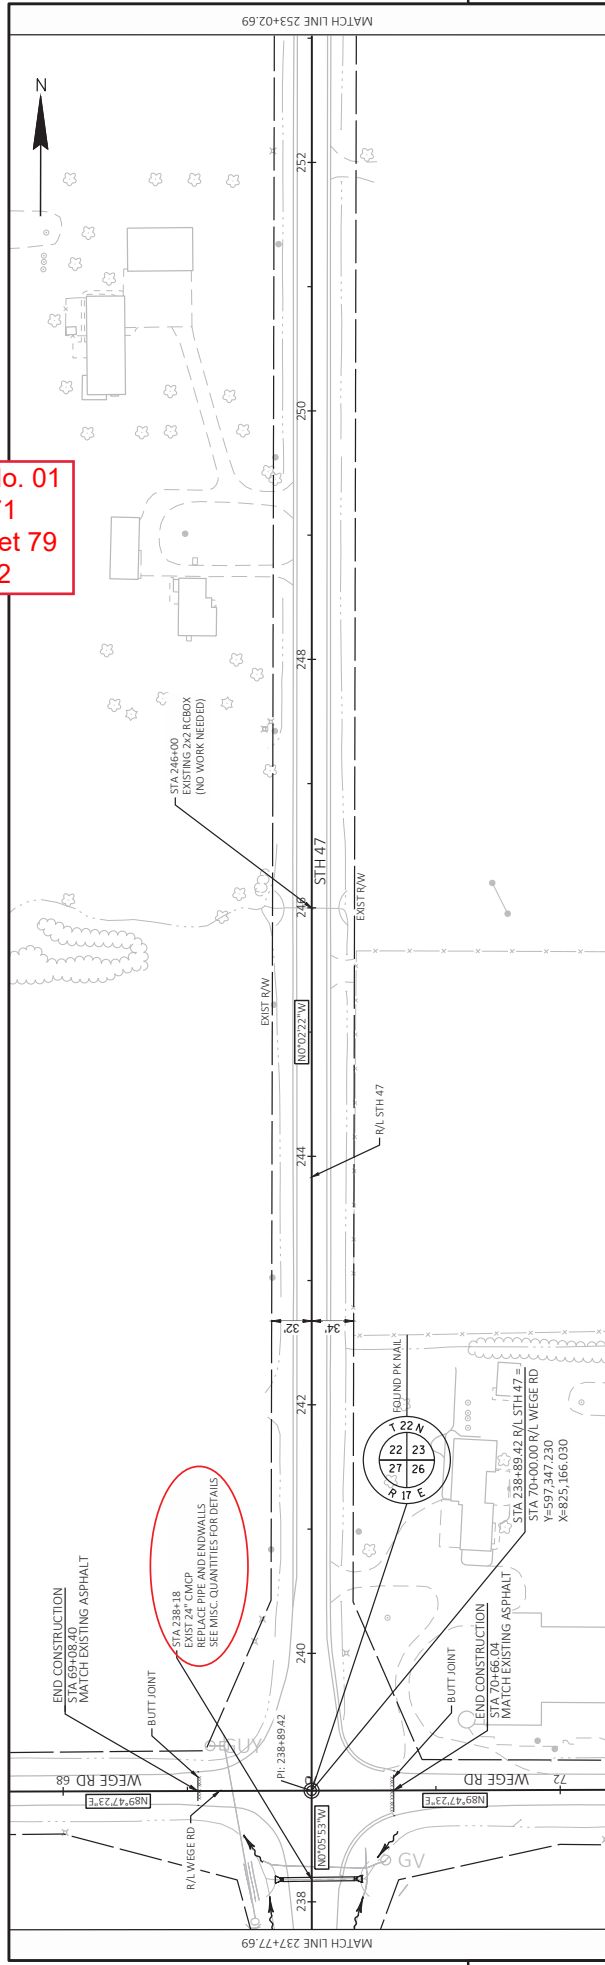 MATCH LINE 253+02.69
N
252
250
lo. 01
71
et 79
2
248
STA 246+00
EXISTING 2x2 RCBOX
(NO WORK NEEDED)
STH 47
246
EXIST R/W
EXIST R/W
N0°02'22"W
R/L STH 47
244
32'
34'
242
FOUND PK NAIL
T 22 N
22 23
27 26
R 17 E
STA 238+89.42 R/L STH 47 =
STA 70+00.00 R/L WEGE RD
Y=597,347.230
X=825,166.030
STA 238+18
EXIST 24" CMCP
REPLACE PIPE AND ENDWALLS
SEE MISC. QUANTITIES FOR DETAILS
END CONSTRUCTION
STA 69+08.40
MATCH EXISTING ASPHALT
BUTT JOINT
240
END CONSTRUCTION
STA 70+66.04
MATCH EXISTING ASPHALT
BUTT JOINT
GUY
PI: 238+89.42
68
WEGE RD
WEGE RD
72
N89°47'23"E
N89°47'23"E
R/L WEGE RD
N0°05'53"W
GV
238
MATCH LINE 237+77.69